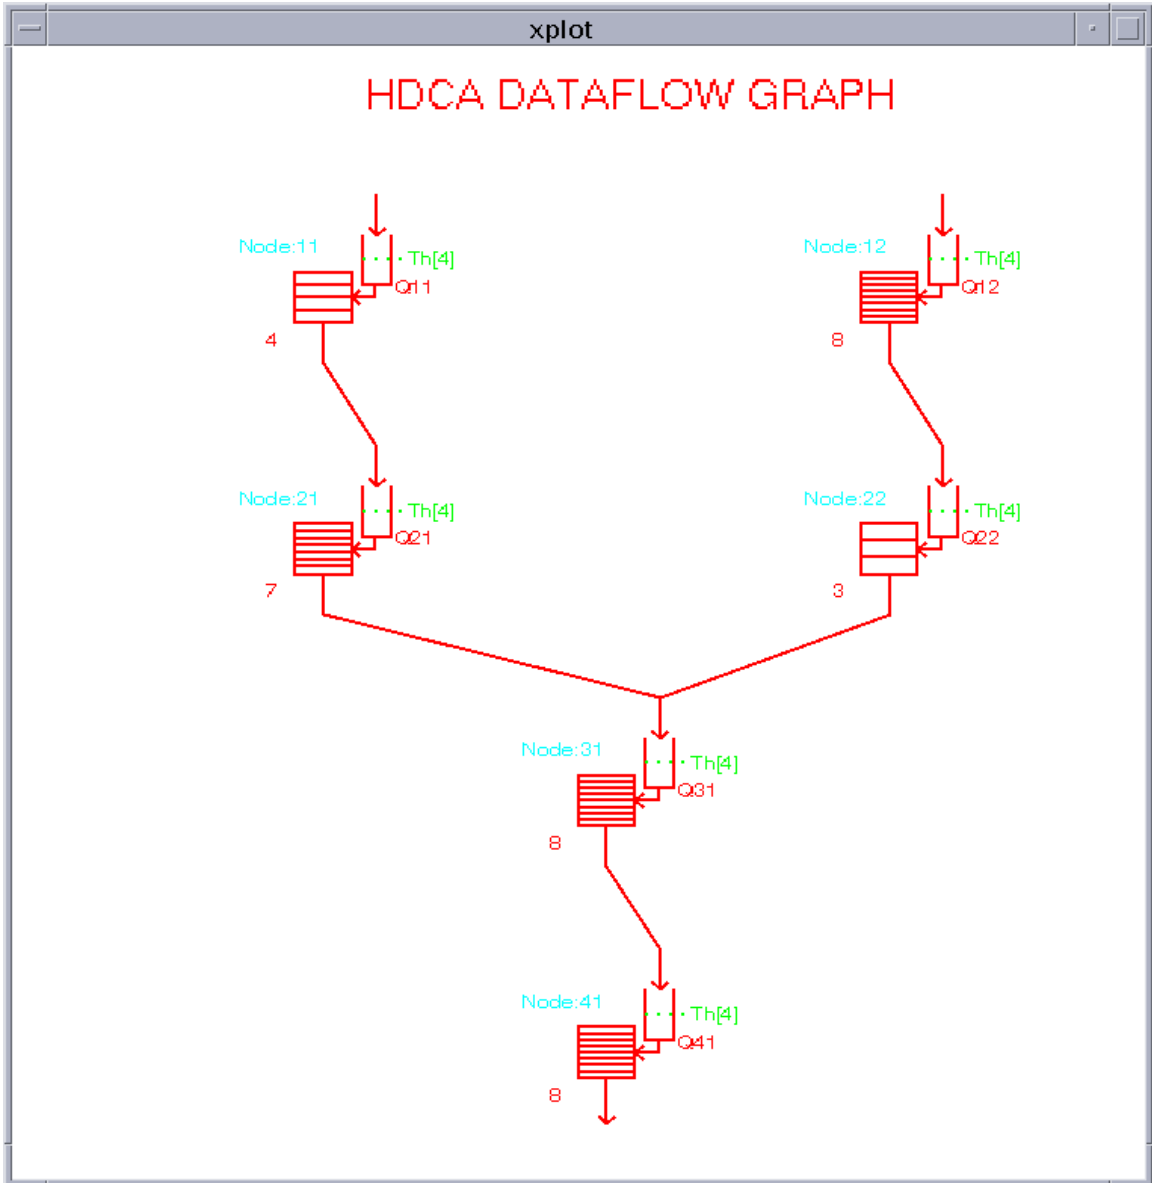 xplot
HDCA DATAFLOW GRAPH
Node:11
Th[4]
Q11
4
Node:12
Th[4]
Q12
8
Node:21
Th[4]
Q21
7
Node:22
Th[4]
Q22
3
Node:31
Th[4]
Q31
8
Node:41
Th[4]
Q41
8